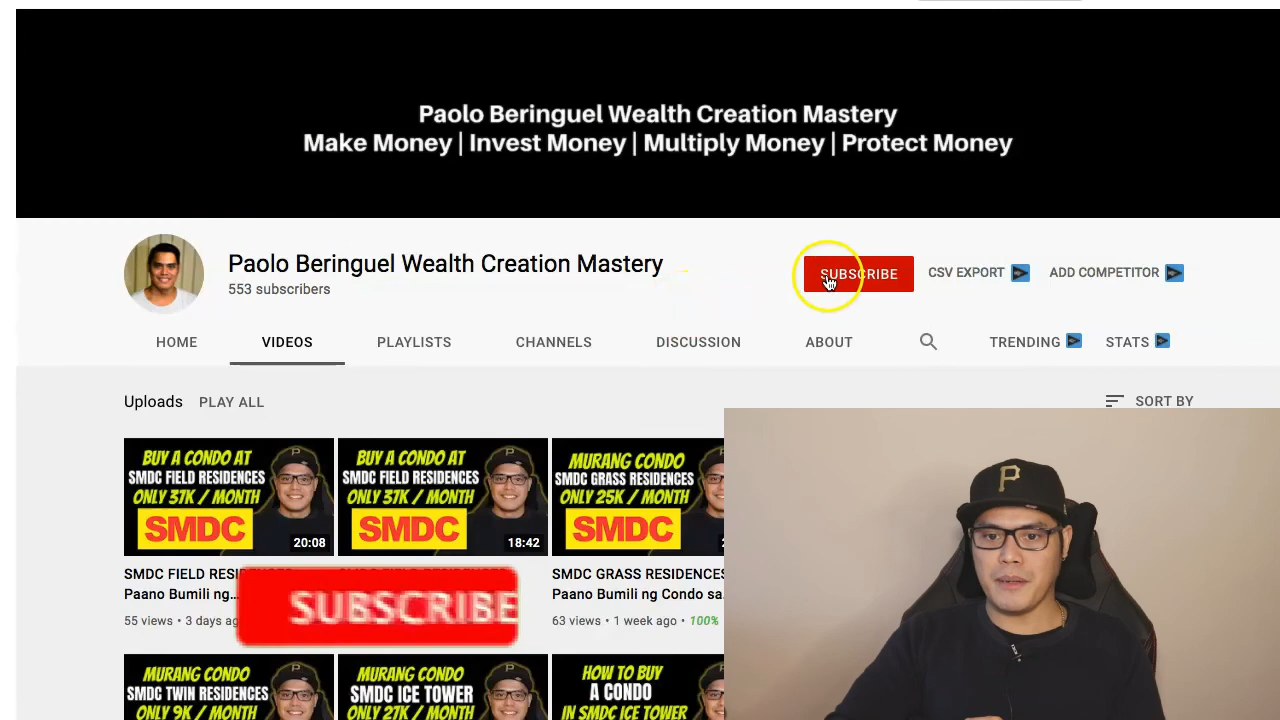 Paolo Beringuel Wealth Creation Mastery
Make Money | Invest Money | Multiply Money | Protect Money
Paolo Beringuel Wealth Creation Mastery
553 subscribers
SUBSCRIBE
CSV EXPORT
ADD COMPETITOR
HOME
VIDEOS
PLAYLISTS
CHANNELS
DISCUSSION
ABOUT
TRENDING
STATS
Uploads
PLAY ALL
SORT BY
BUY A CONDO AT
SMDC FIELD RESIDENCES
ONLY 37K / MONTH
SMDC
20:08
BUY A CONDO AT
SMDC FIELD RESIDENCES
ONLY 37K / MONTH
SMDC
18:42
MURANG CONDO
SMDC GRASS RESIDENCES
ONLY 25K / MONTH
SMDC
SMDC FIELD
Paano Bumili ng...
55 views • 3 days
SUBSCRIBE
SMDC GRASS RESIDENCES
Paano Bumili ng Condo sa
63 views • 1 week ago • 100%
P
MURANG CONDO
SMDC TWIN RESIDENCES
ONLY 9K / MONTH
MURANG CONDO
SMDC ICE TOWER
ONLY 27K / MONTH
HOW TO BUY
A CONDO
IN SMDC ICE TOWER